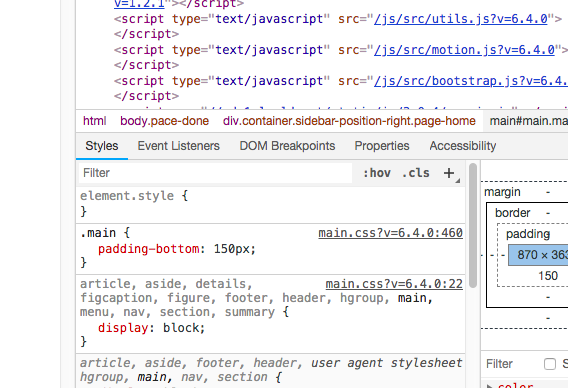 v=1.2.1"></script>
<script type="text/javascript" src="/js/src/utils.js?v=6.4.0">
</script>
<script type="text/javascript" src="/js/src/motion.js?v=6.4.0">
</script>
<script type="text/javascript" src="/js/src/bootstrap.js?v=6.4.
</script>
html body.pace-done div.container.sidebar-position-right.page-home main#main.ma
Styles Event Listeners DOM Breakpoints Properties Accessibility
Filter :hov .cls +
element.style {
}
.main { main.css?v=6.4.0:460
padding-bottom: 150px;
}
article, aside, details, main.css?v=6.4.0:22
figcaption, figure, footer, header, hgroup, main,
menu, nav, section, summary {
display: block;
}
article, aside, footer, header, user agent stylesheet
hgroup, main, nav, section {
margin -
border -
padding -
870 × 363
150
-
-
Filter S
color